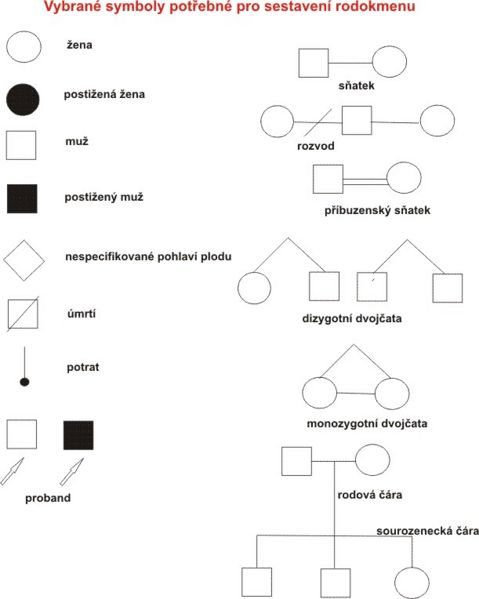 Vybrané symboly potřebné pro sestavení rodokmenu
žena
postižená žena
muž
postižený muž
nespecifikované pohlaví plodu
úmrtí
potrat
proband
sňatek
rozvod
příbuzenský sňatek
dizygotní dvojčata
monozygotní dvojčata
rodová čára
sourozenecká čára